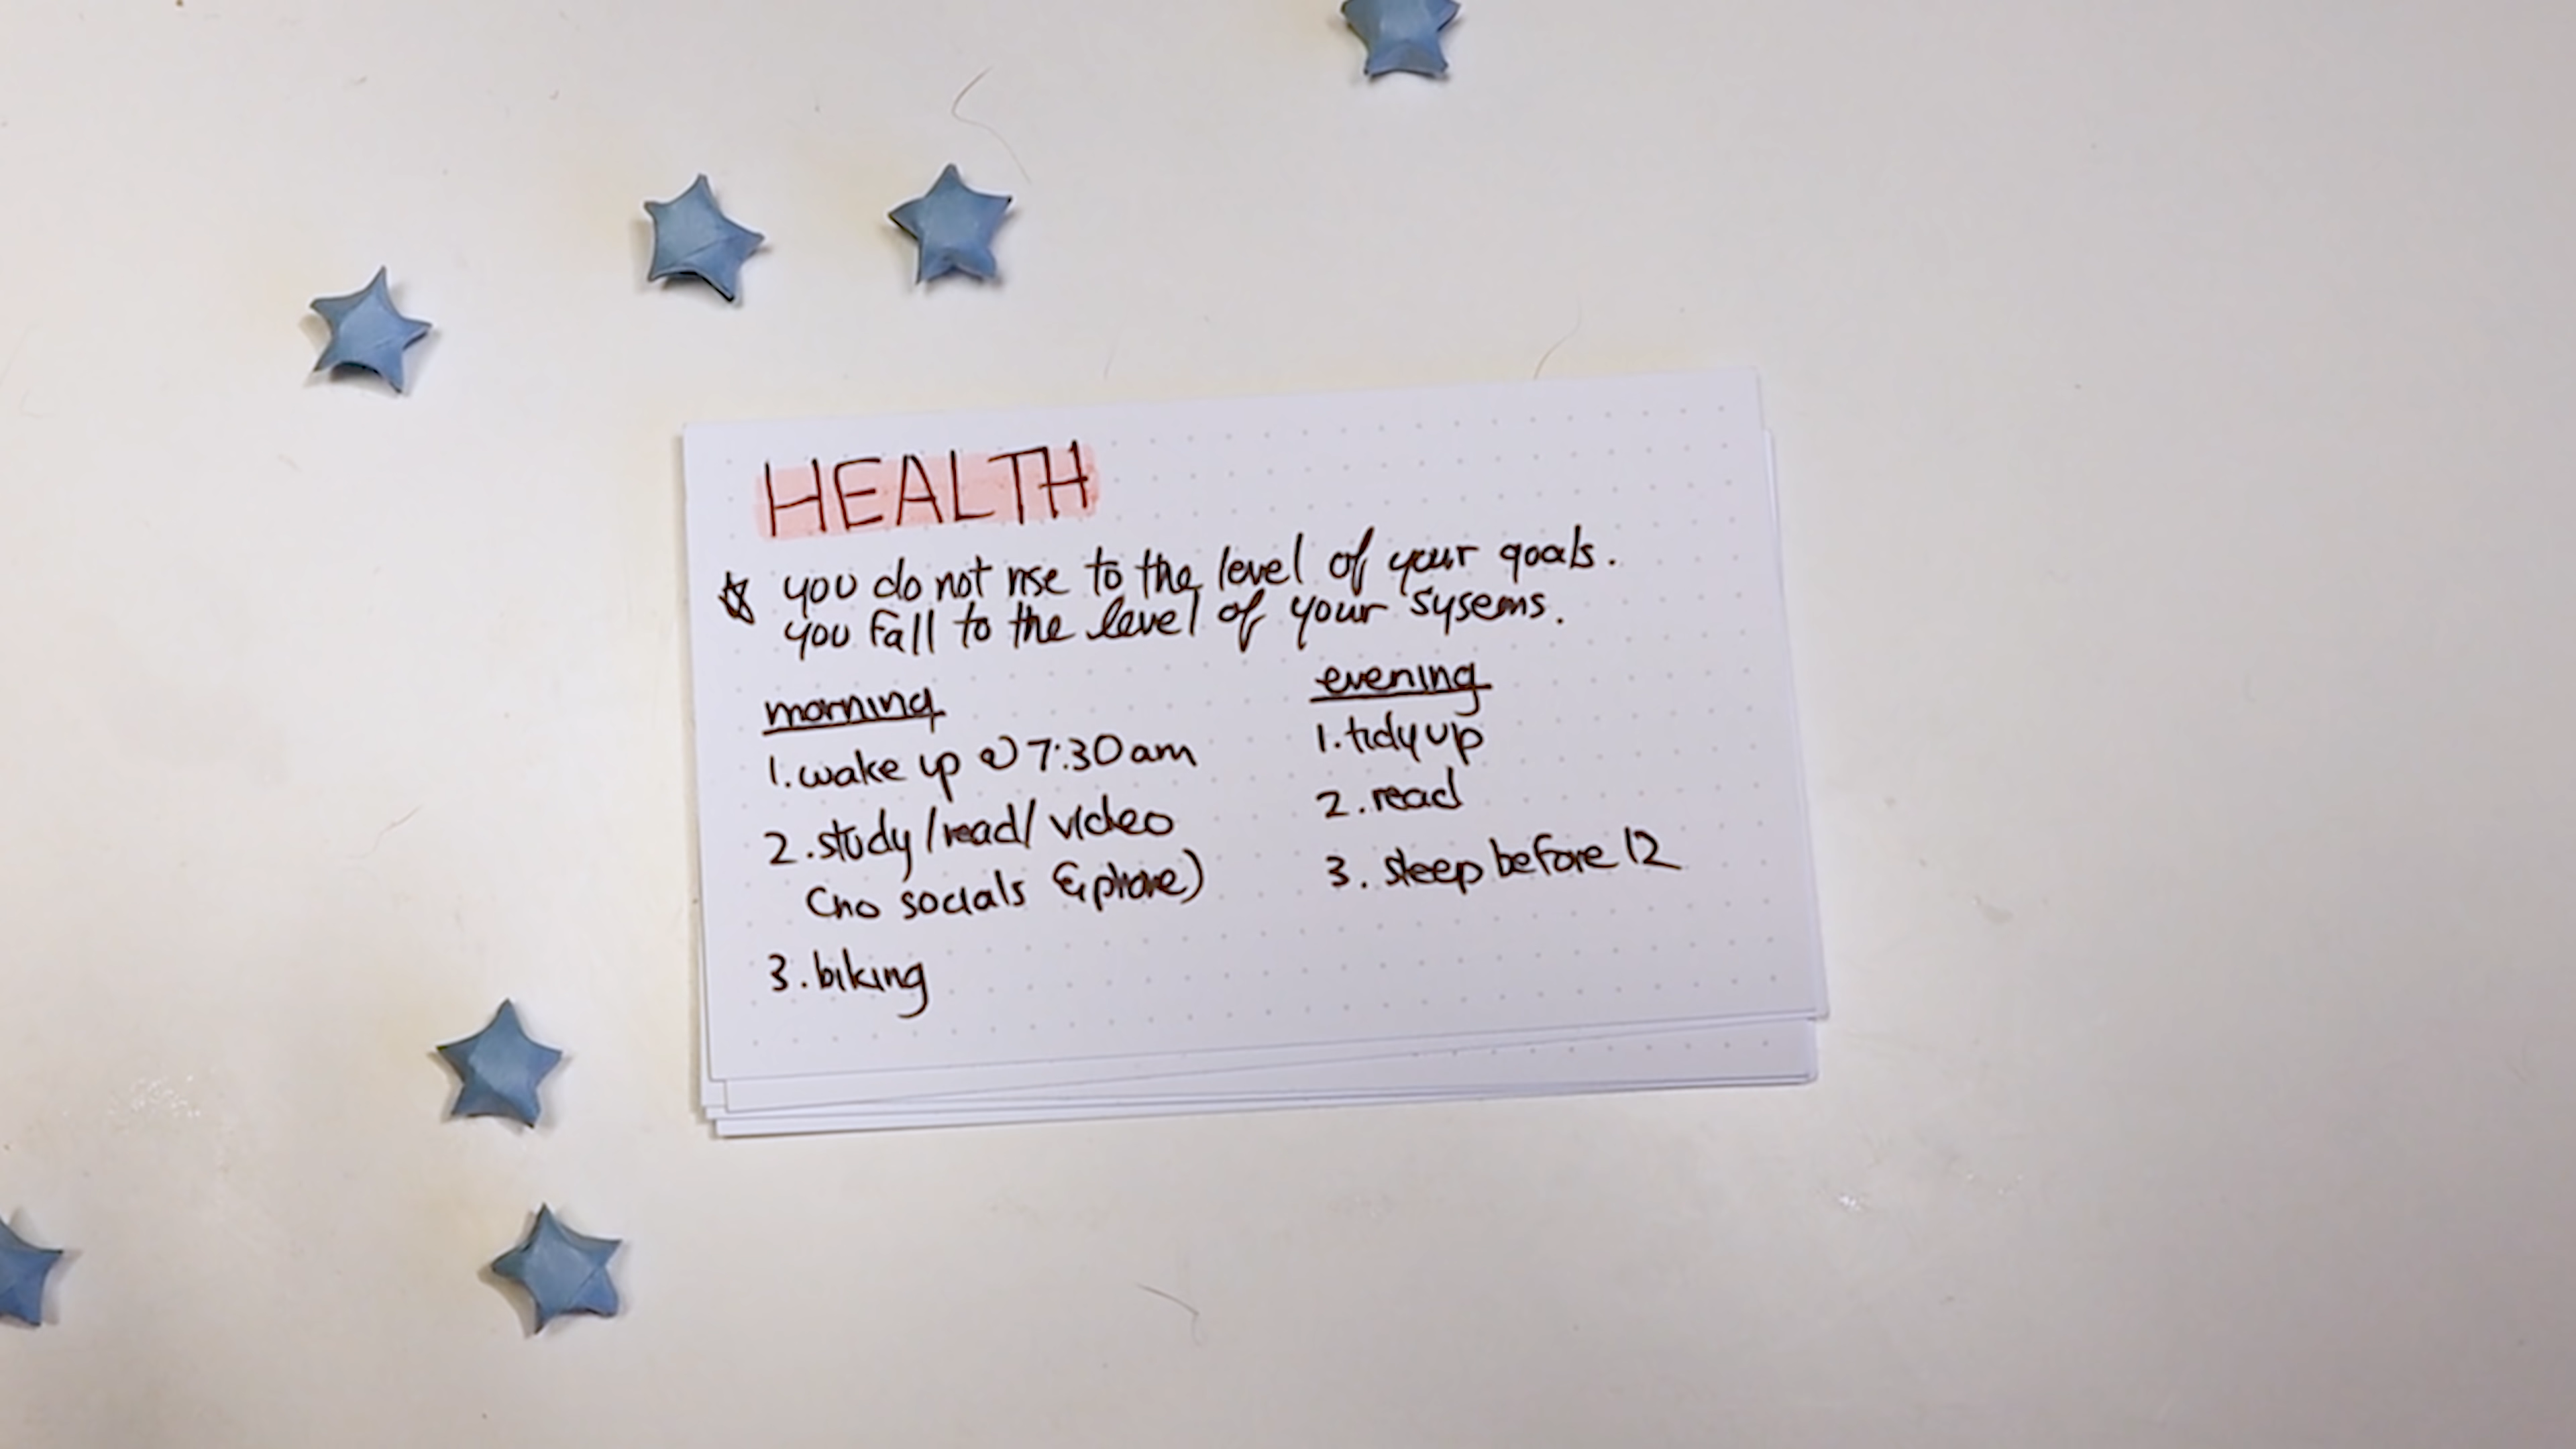 HEALTH
you do not rise to the level of your goals.
you fall to the level of your sysems.
morning
1. wake up @ 7:30 am
2. study / read / video
(no socials & phone)
3. biking
evening
1. tidy up
2. read
3. sleep before 12